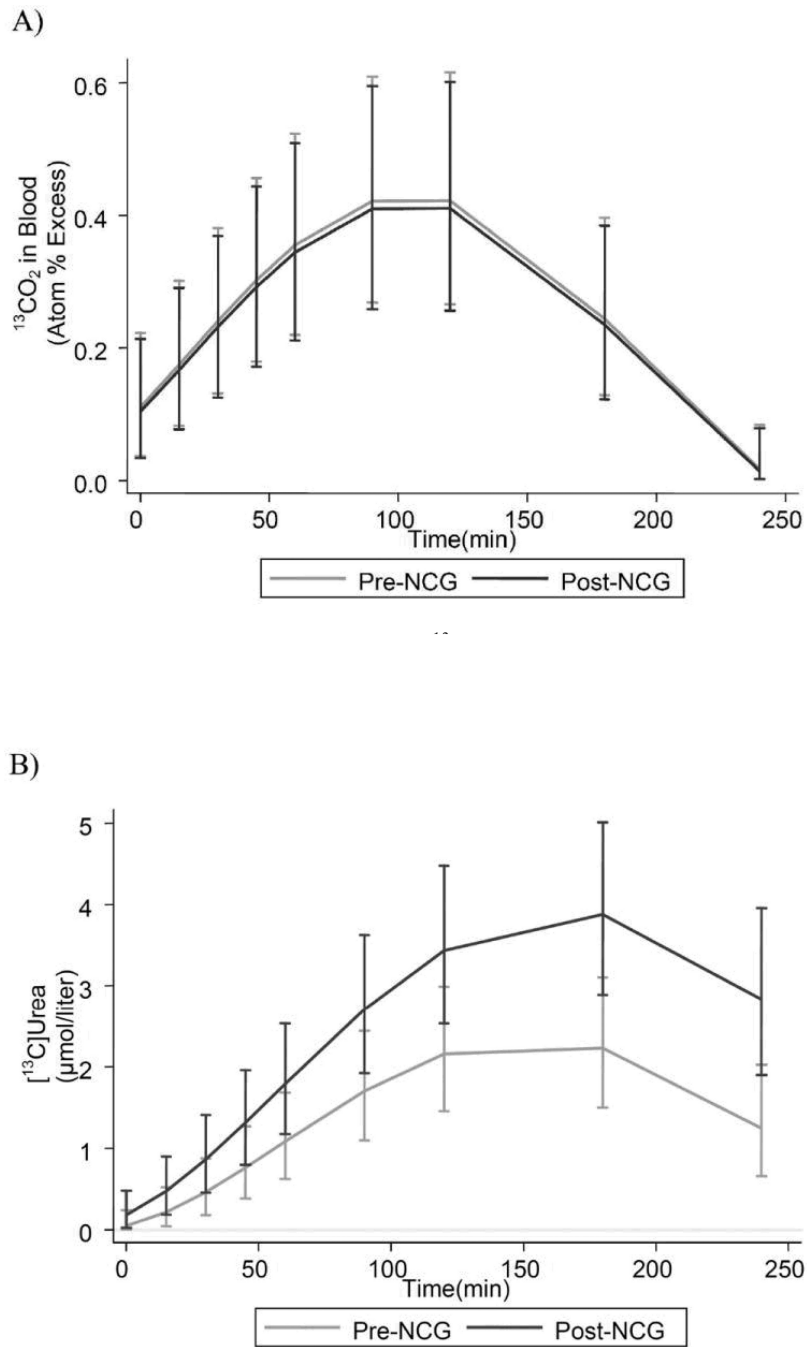 A)
0.6
0.4
0.2
0.0
¹³CO₂ in Blood
(Atom % Excess)
0 50 100 150 200 250
Time(min)
Pre-NCG Post-NCG
B)
5
4
3
2
1
0
[¹³C]Urea
(μmol/liter)
0 50 100 150 200 250
Time(min)
Pre-NCG Post-NCG